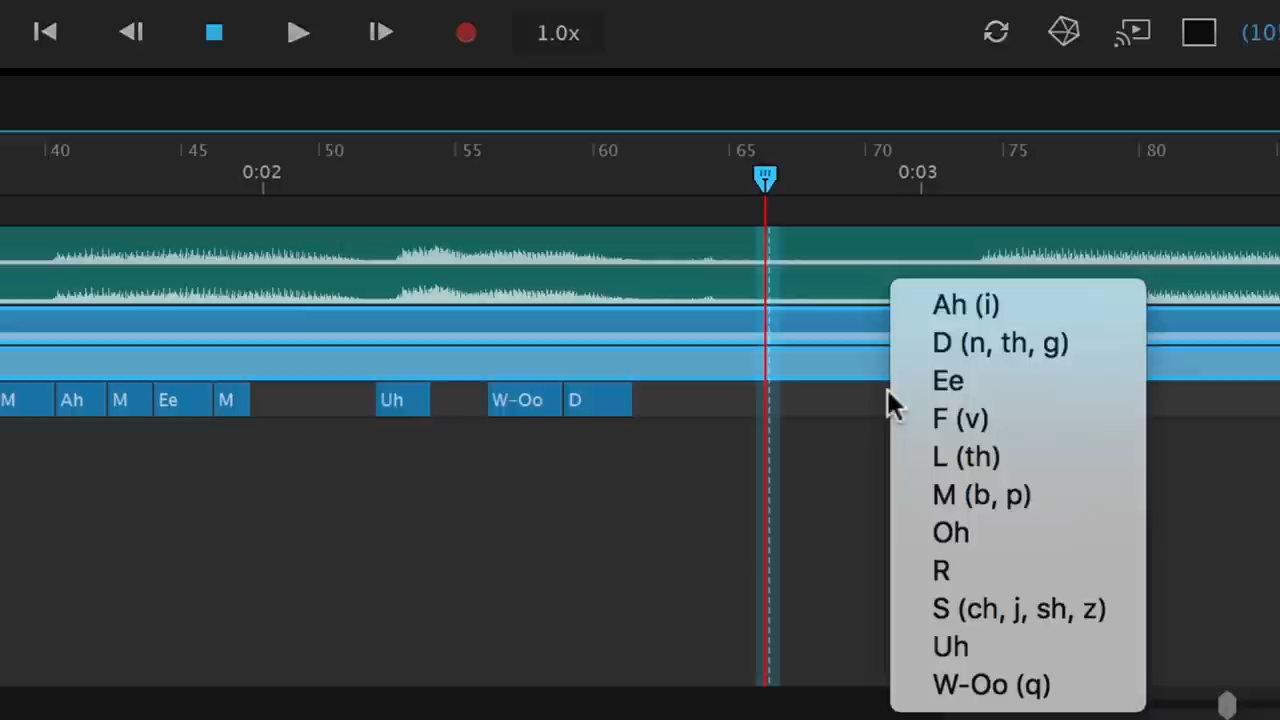 1.0x
(10
40 45 50 55 60 65 70 75 80
0:02 0:03
M Ah M Ee M Uh W-Oo D
Ah (i)
D (n, th, g)
Ee
F (v)
L (th)
M (b, p)
Oh
R
S (ch, j, sh, z)
Uh
W-Oo (q)